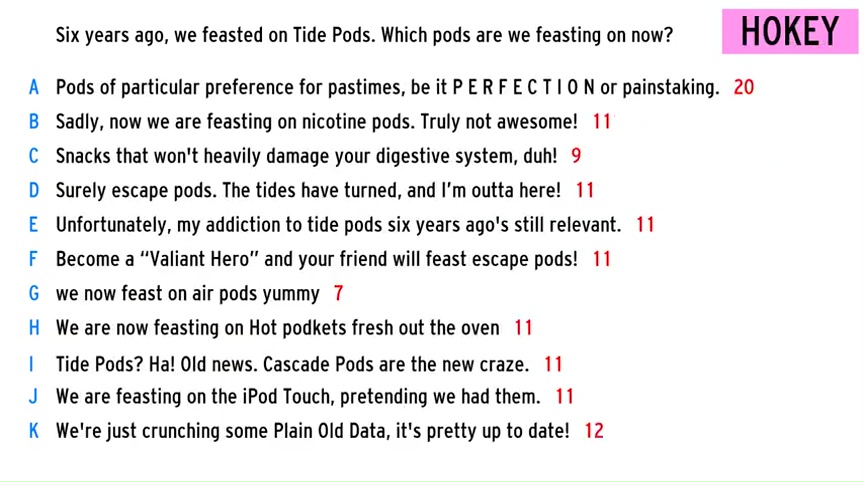 Six years ago, we feasted on Tide Pods. Which pods are we feasting on now?
HOKEY
A Pods of particular preference for pastimes, be it P E R F E C T I O N or painstaking. 20
B Sadly, now we are feasting on nicotine pods. Truly not awesome! 11
C Snacks that won't heavily damage your digestive system, duh! 9
D Surely escape pods. The tides have turned, and I'm outta here! 11
E Unfortunately, my addiction to tide pods six years ago's still relevant. 11
F Become a “Valiant Hero” and your friend will feast escape pods! 11
G we now feast on air pods yummy 7
H We are now feasting on Hot podkets fresh out the oven 11
I Tide Pods? Ha! Old news. Cascade Pods are the new craze. 11
J We are feasting on the iPod Touch, pretending we had them. 11
K We're just crunching some Plain Old Data, it's pretty up to date! 12